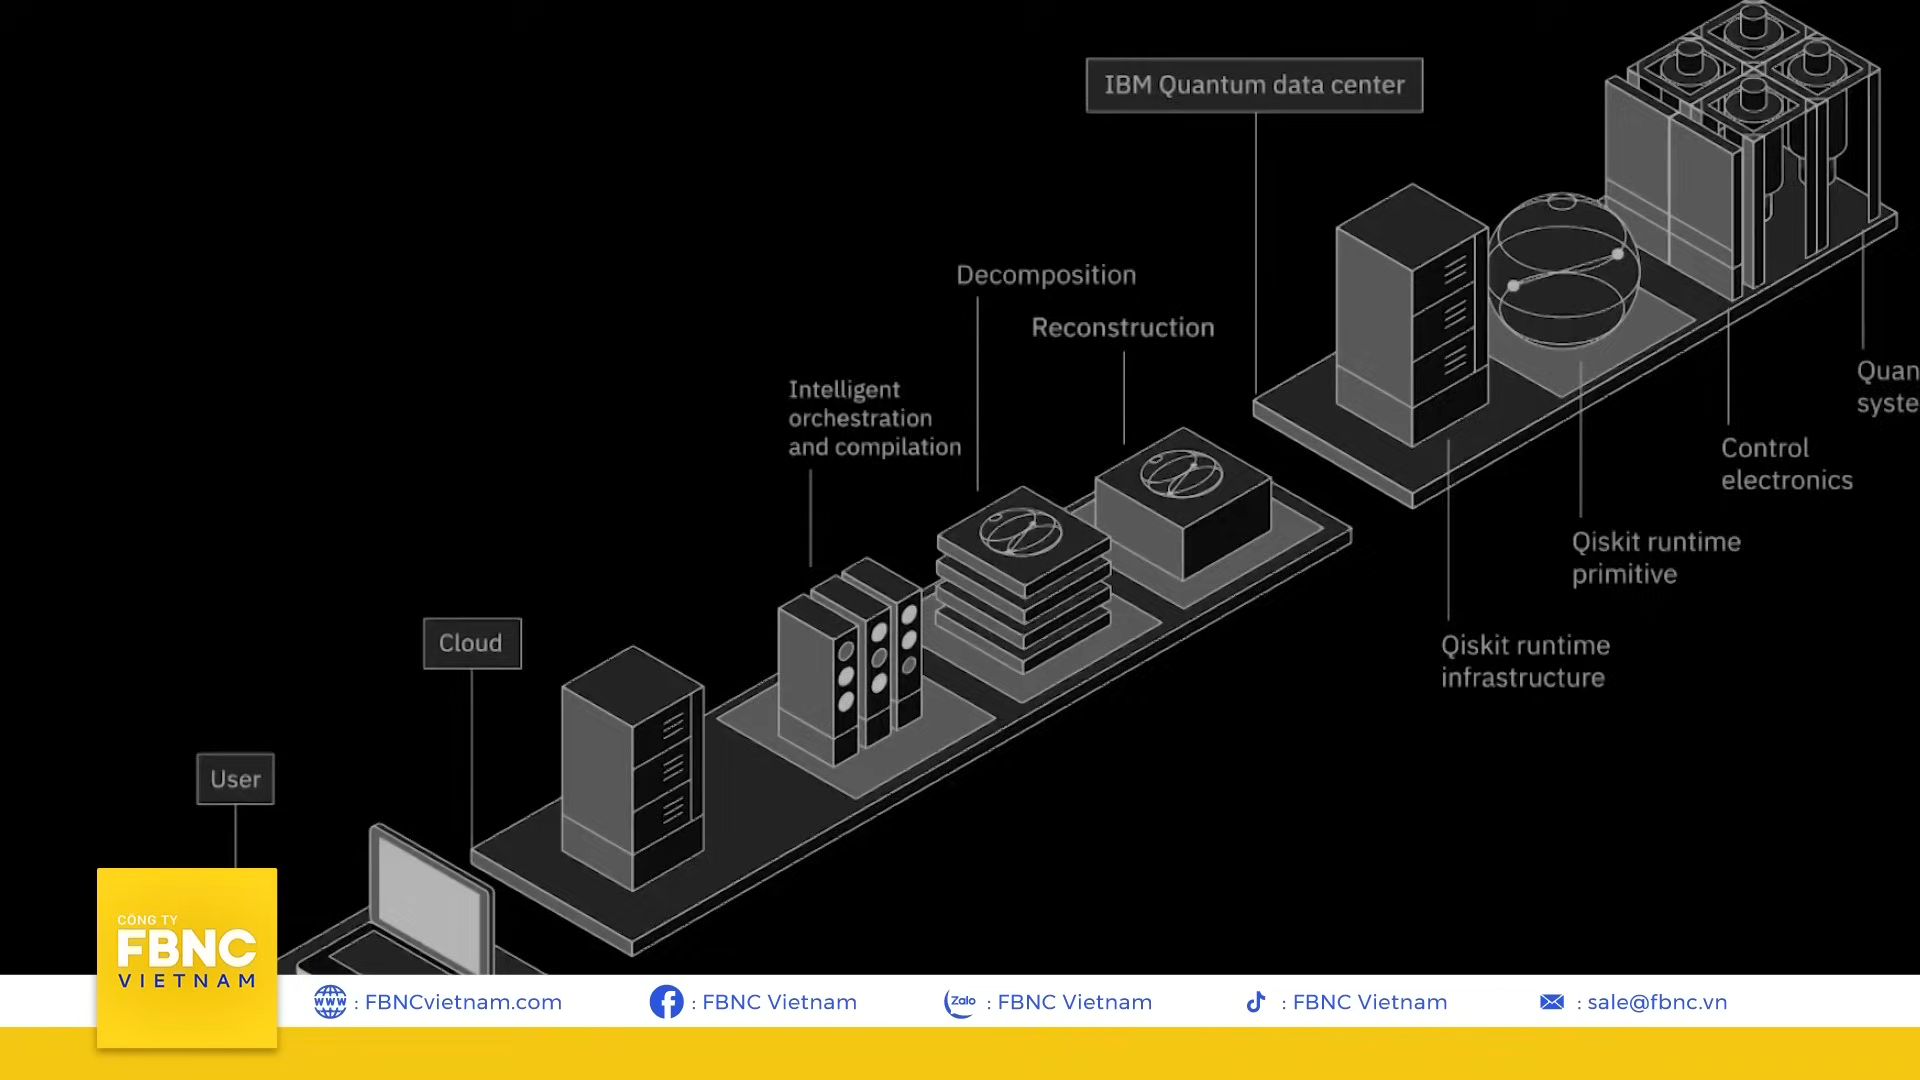 IBM Quantum data center
Decomposition
Reconstruction
Intelligent
orchestration
and compilation
Quan
syste
Control
electronics
Qiskit runtime
primitive
Qiskit runtime
infrastructure
Cloud
User
CÔNG TY
FBNC
VIETNAM
www : FBNCvietnam.com
: FBNC Vietnam
Zalo : FBNC Vietnam
: FBNC Vietnam
: sale@fbnc.vn